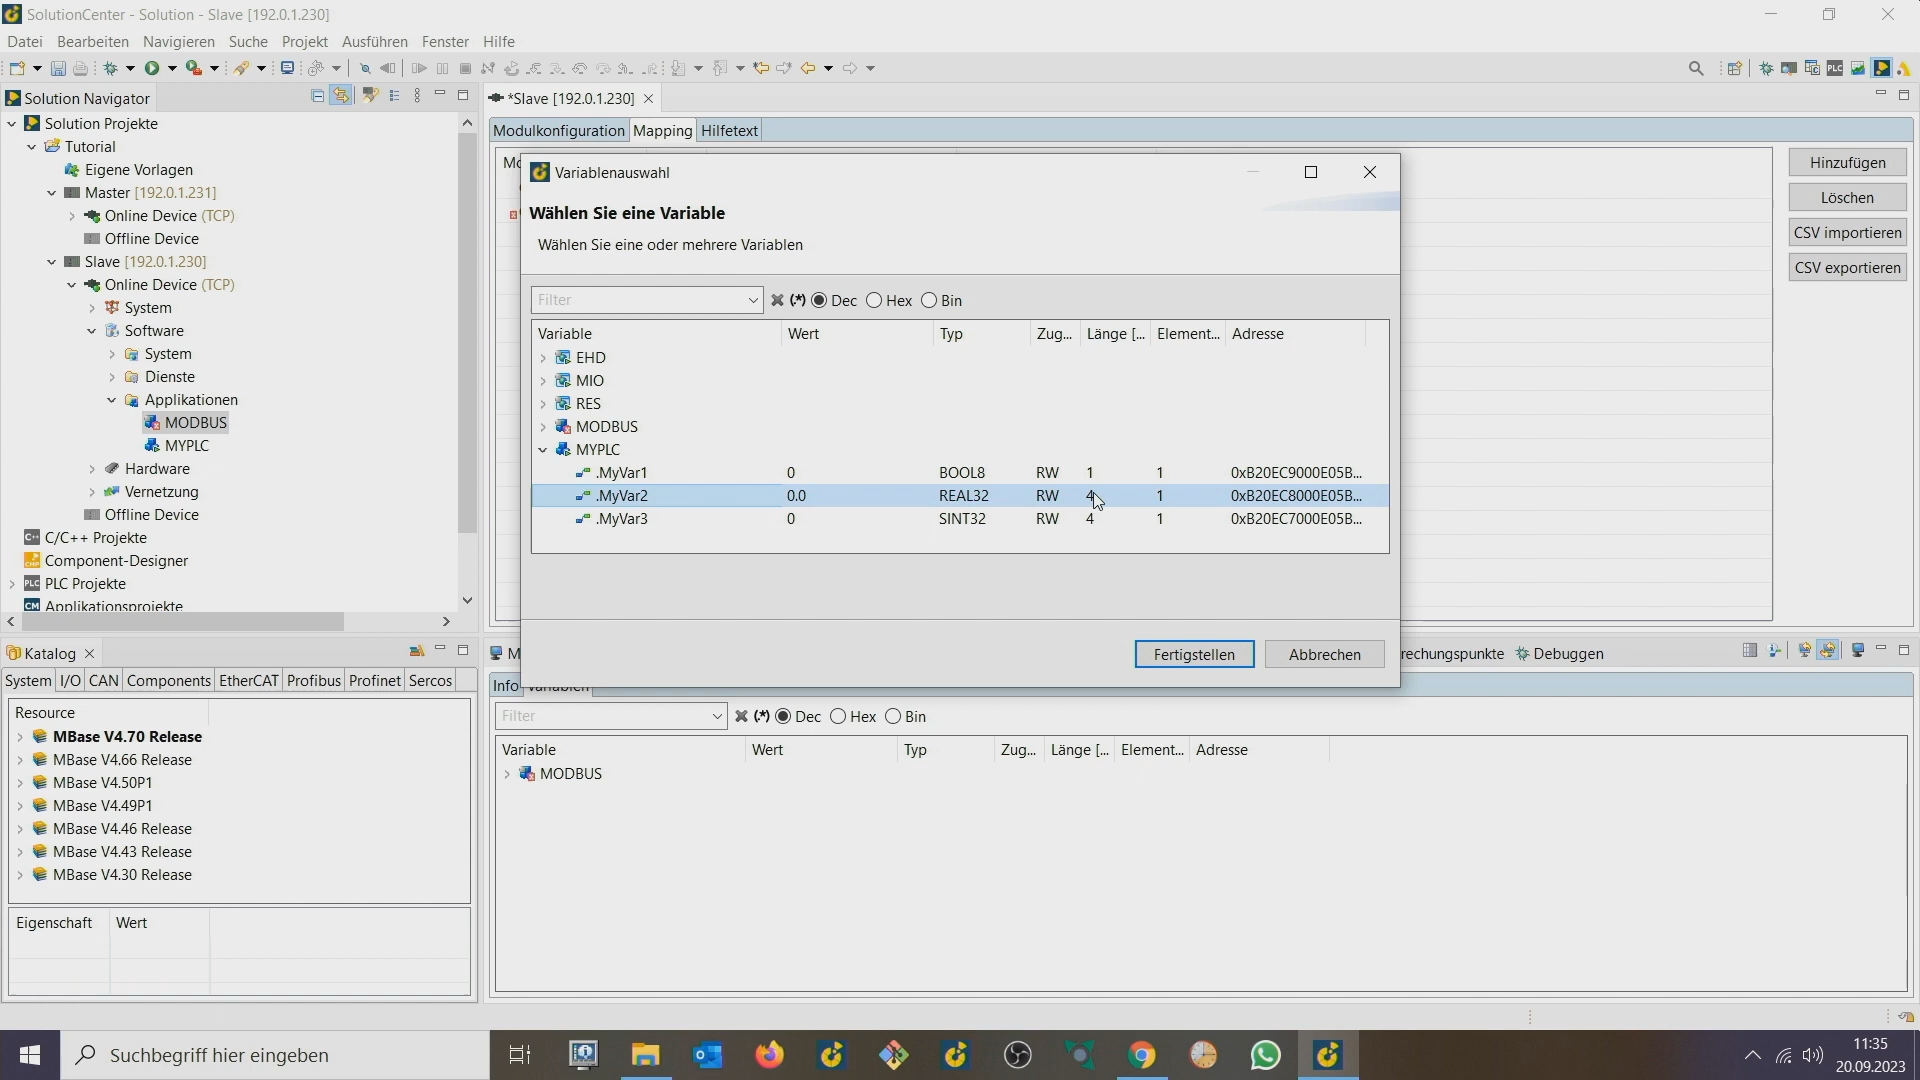 SolutionCenter - Solution - Slave [192.0.1.230]
Datei Bearbeiten Navigieren Suche Projekt Ausführen Fenster Hilfe
Solution Navigator
*Slave [192.0.1.230]
Solution Projekte
Tutorial
Eigene Vorlagen
Master [192.0.1.231]
Online Device (TCP)
Offline Device
Slave [192.0.1.230]
Online Device (TCP)
System
Software
System
Dienste
Applikationen
MODBUS
MYPLC
Hardware
Vernetzung
Offline Device
C/C++ Projekte
Component-Designer
PLC Projekte
Applikationsprojekte
Modulkonfiguration Mapping Hilfetext
Hinzufügen
Löschen
CSV importieren
CSV exportieren
Variablenauswahl
Wählen Sie eine Variable
Wählen Sie eine oder mehrere Variablen
Filter (.*) Dec Hex Bin
Variable Wert Typ Zug... Länge [... Element... Adresse
EHD
MIO
RES
MODBUS
MYPLC
.MyVar1 0 BOOL8 RW 1 1 0xB20EC9000E05B...
.MyVar2 0.0 REAL32 RW 4 1 0xB20EC8000E05B...
.MyVar3 0 SINT32 RW 4 1 0xB20EC7000E05B...
Fertigstellen Abbrechen
Katalog
System I/O CAN Components EtherCAT Profibus Profinet Sercos
Resource
MBase V4.70 Release
MBase V4.66 Release
MBase V4.50P1
MBase V4.49P1
MBase V4.46 Release
MBase V4.43 Release
MBase V4.30 Release
Eigenschaft Wert
rechungspunkte Debuggen
Info Variablen
Filter (.*) Dec Hex Bin
Variable Wert Typ Zug... Länge [... Element... Adresse
MODBUS
Suchbegriff hier eingeben
11:35
20.09.2023